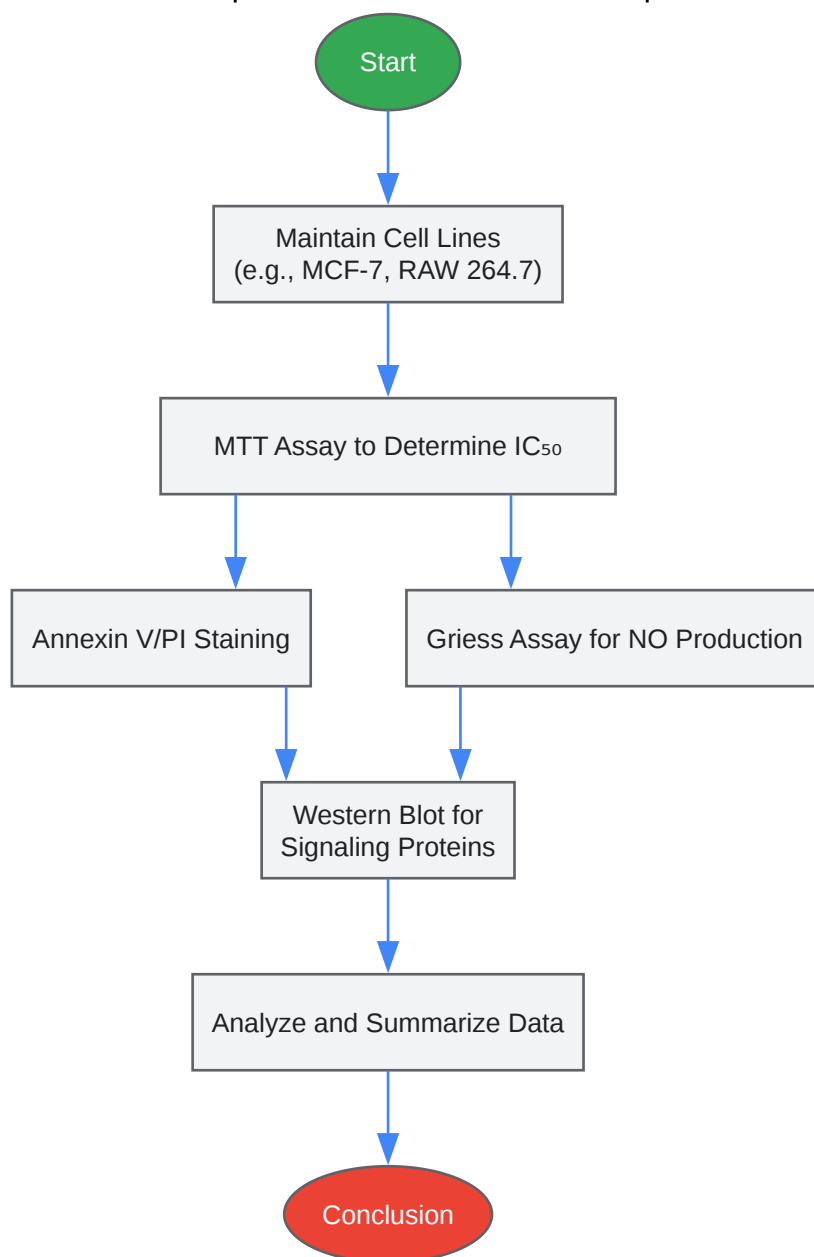 Start
Maintain Cell Lines
(e.g., MCF-7, RAW 264.7)
MTT Assay to Determine IC₅₀
Annexin V/PI Staining
Griess Assay for NO Production
Western Blot for
Signaling Proteins
Analyze and Summarize Data
Conclusion